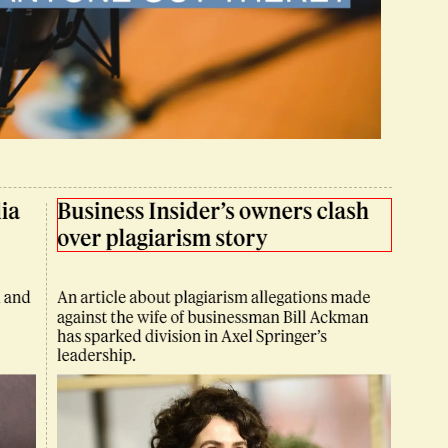 ia
Business Insider's owners clash
over plagiarism story
and
An article about plagiarism allegations made
against the wife of businessman Bill Ackman
has sparked division in Axel Springer's
leadership.